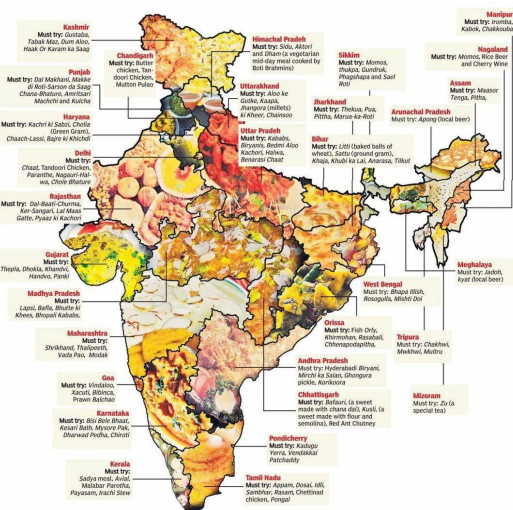 Kashmir
Must try: Gustaba,
Tabak Maz, Dum Aloo,
Haak Or Karam ka Saag
Chandigarh
Must try: Butter
chicken, Tan-
doori Chicken,
Mutton Pulao
Himachal Pradesh
Must try: Sidu, Aktori
and Dham (a vegetarian
mid-day meal cooked by
Boti Brahmins)
Sikkim
Must try: Momos,
thukpa, Gundruk,
Phagshapa and Sael
Roti
Manipur
Must try: Iromba,
Kabok, Chakkouba
Nagaland
Must try: Momos, Rice Beer
and Cherry Wine
Punjab
Must try: Dal Makhani, Makke
di Roti-Sarson da Saag
Chana-Bhature, Amritsari
Machchi and Kulcha
Uttarakhand
Must try: Aloo ke
Gutke, Kaapa,
Jhangora (millets)
ki Kheer, Chainsoo
Jharkhand
Must try: Thekua, Pua,
Pittha, Marua-ka-Roti
Assam
Must try: Maasor
Tenga, Pitha,
Arunachal Pradesh
Must try: Apong (local beer)
Haryana
Must try: Kachri ki Sabzi, Cholia
(Green Gram),
Chaach-Lassi, Bajre ki Khichdi
Uttar Pradeh
Must try: Kababs,
Biryanis, Bedmi Aloo
Kachori, Halwa,
Benarasi Chaat
Bihar
Must try: Litti (baked balls of
wheat), Sattu (ground gram),
Khaja, Khubi ka Lai, Anarasa, Tilkut
Delhi
Must try:
Chaat, Tandoori Chicken,
Paranthe, Nagauri-Hal-
wa, Chole Bhature
Rajasthan
Must try: Dal-Baati-Churma,
Ker-Sangari, Lal Maas
Gatte, Pyaaz ki Kachori
Gujarat
Must try:
Thepla, Dhokla, Khandvi,
Handvo, Panki
Madhya Pradesh
Must try:
Lapsi, Bafla, Bhutte ki
Khees, Bhopali Kababs,
Maharashtra
Must try:
Shrikhand, Thalipeeth,
Vada Pao, Modak
Goa
Must try: Vindaloo,
Xacuti, Bibinca,
Prawn Balchao
Karnataka
Must try: Bisi Bele Bhaat,
Kesari Bath, Mysore Pak,
Dharwad Pedha, Chiroti
Kerala
Must try:
Sadya meal, Avial,
Malabar Parotha,
Payasam, Irachi Stew
Meghalaya
Must try: Jadoh,
kyat (local beer)
West Bengal
Must try: Bhapa Illish,
Rosogulla, Mishti Doi
Orissa
Must try: Fish Orly,
Khirmohan, Rasabali,
Chhenapodapitha,
Tripura
Must try: Chakhwi,
Mwkhwi, Muitru
Andhra Pradesh
Must try: Hyderabadi Biryani,
Mirchi ka Salan, Ghongura
pickle, Korikoora
Mizoram
Must try: Zu (a
special tea)
Chhattisgarh
Must try: Bafauri, (a sweet
made with chana dal), Kusli, (a
sweet made with flour and
semolina), Red Ant Chutney
Pondicherry
Must try: Kadugu
Yerra, Vendakkai
Patchaddy
Tamil Nadu
Must try: Appam, Dosai, Idli,
Sambhar, Rasam, Chettinad
chicken, Pongal